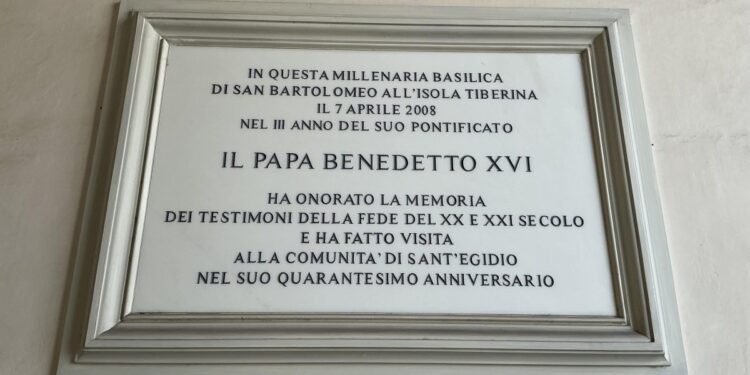 IN QUESTA MILLENARIA BASILICA
DI SAN BARTOLOMEO ALL'ISOLA TIBERINA
IL 7 APRILE 2008
NEL III ANNO DEL SUO PONTIFICATO
IL PAPA BENEDETTO XVI
HA ONORATO LA MEMORIA
DEI TESTIMONI DELLA FEDE DEL XX E XXI SECOLO
E HA FATTO VISITA
ALLA COMUNITA' DI SANT'EGIDIO
NEL SUO QUARANTESIMO ANNIVERSARIO